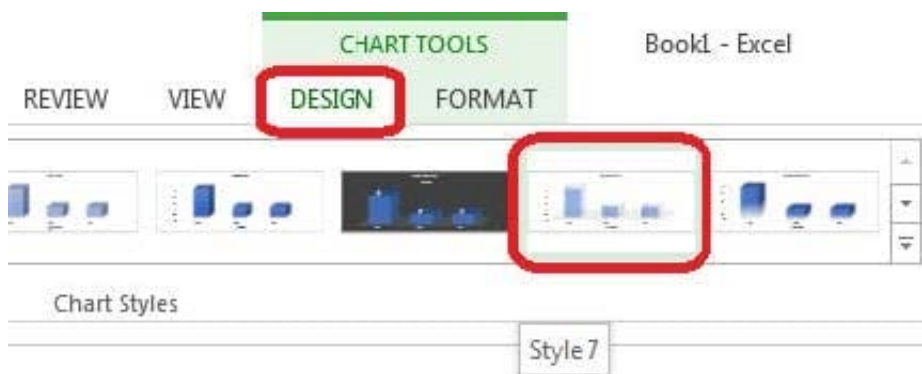 CHART TOOLS Book1 - Excel
REVIEW VIEW DESIGN FORMAT
Chart Styles
Style 7